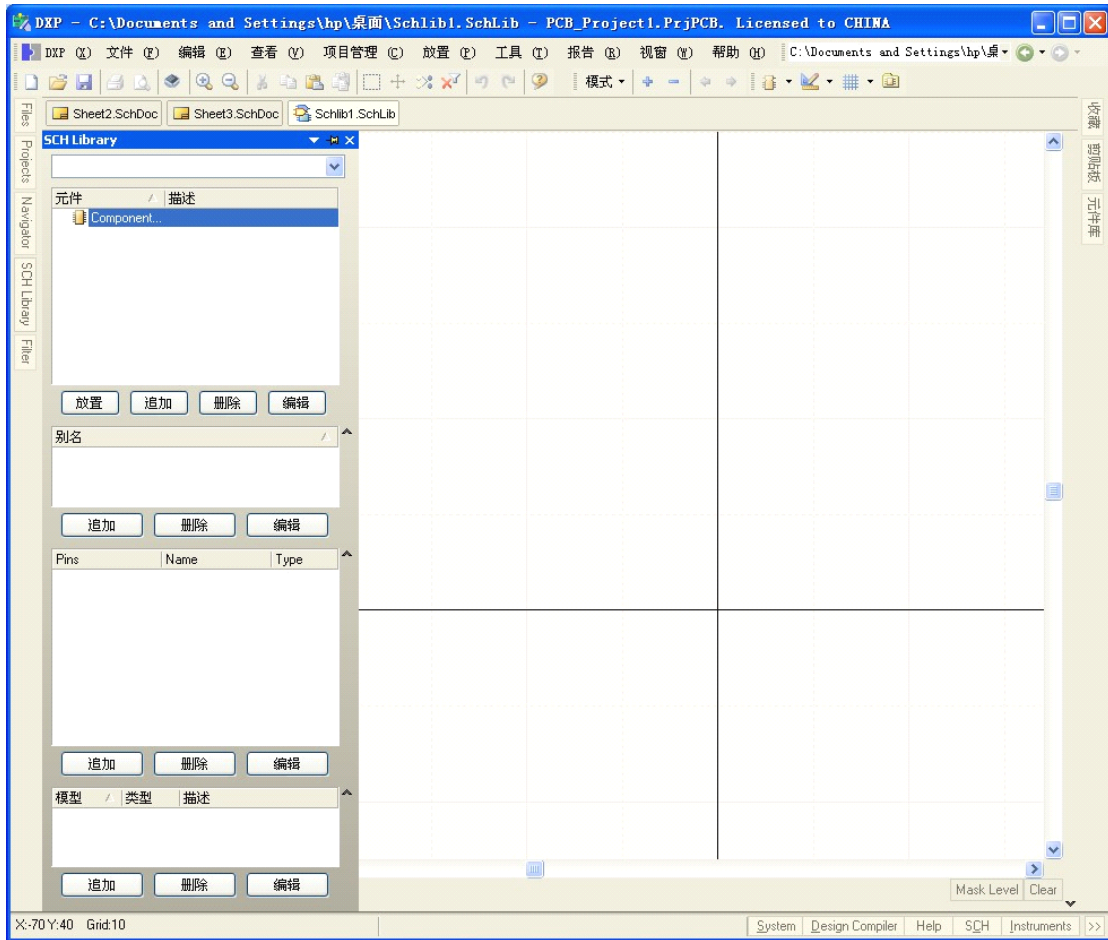 DXP - C:\Documents and Settings\hp\桌面\Schlib1.SchLib - PCB_Project1.PrjPCB. Licensed to CHINA
DXP (X) 文件 (F) 编辑 (E) 查看 (V) 项目管理 (C) 放置 (P) 工具 (T) 报告 (R) 视窗 (W) 帮助 (H) C:\Documents and Settings\hp\桌
模式
Sheet2.SchDoc Sheet3.SchDoc Schlib1.SchLib
Files
Projects
Navigator
SCH Library
Filter
SCH Library
元件 描述
Component...
放置 追加 删除 编辑
别名
追加 删除 编辑
Pins Name Type
追加 删除 编辑
模型 类型 描述
追加 删除 编辑
收藏
剪贴板
元件库
Mask Level Clear
X:-70 Y:40 Grid:10
System Design Compiler Help SCH Instruments >>